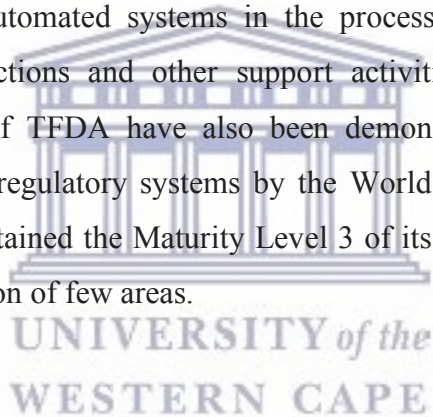 utomated systems in the process
ctions and other support activiti
f TFDA have also been demon
regulatory systems by the World
tained the Maturity Level 3 of its
on of few areas.
UNIVERSITY of the
WESTERN CAPE